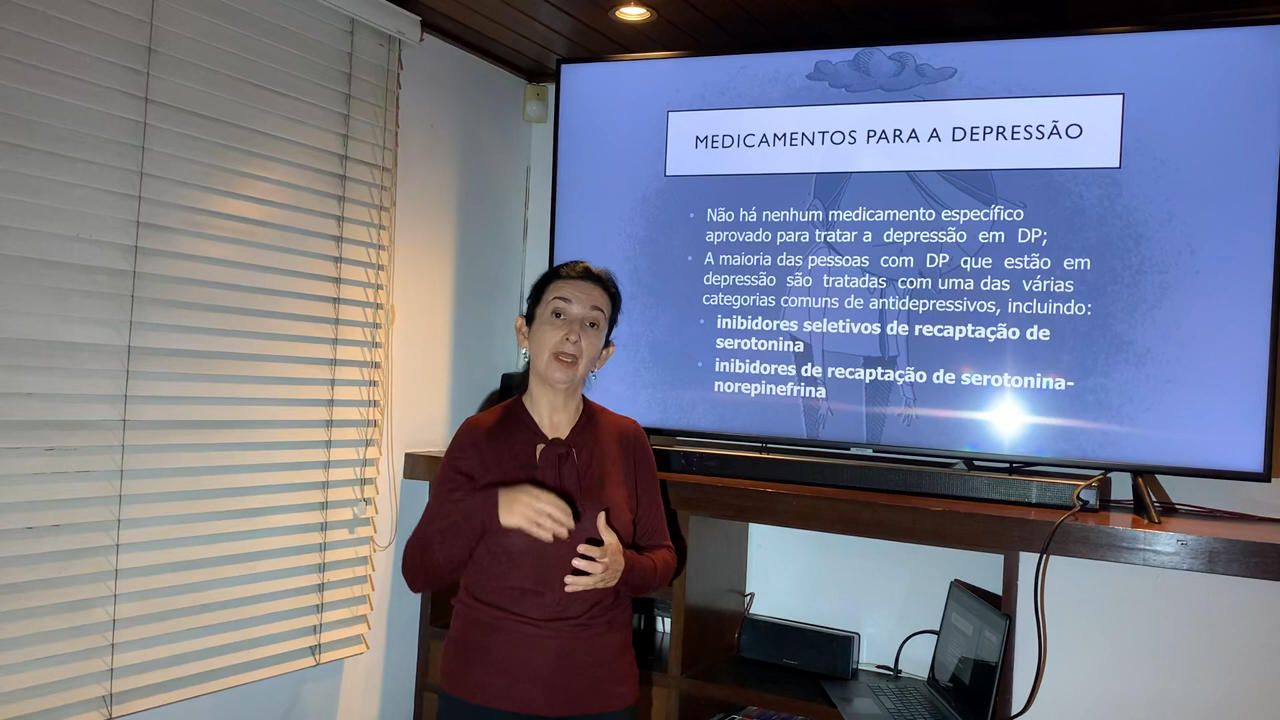 MEDICAMENTOS PARA A DEPRESSÃO
Não há nenhum medicamento específico
aprovado para tratar a depressão em DP;
A maioria das pessoas com DP que estão em
depressão são tratadas com uma das várias
categorias comuns de antidepressivos, incluindo:
inibidores seletivos de recaptação de
serotonina
inibidores de recaptação de serotonina-
norepinefrina